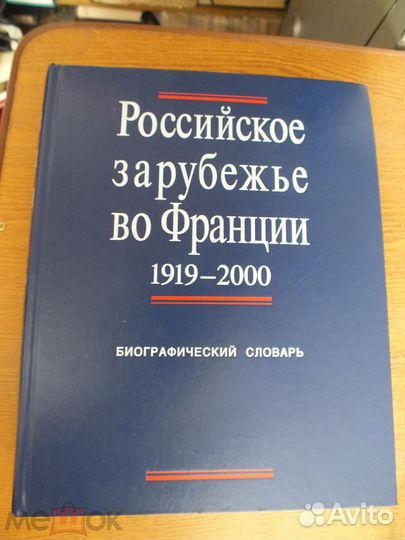 Российское
зарубежье
во Франции
1919–2000
БИОГРАФИЧЕСКИЙ СЛОВАРЬ
мешок
Avito